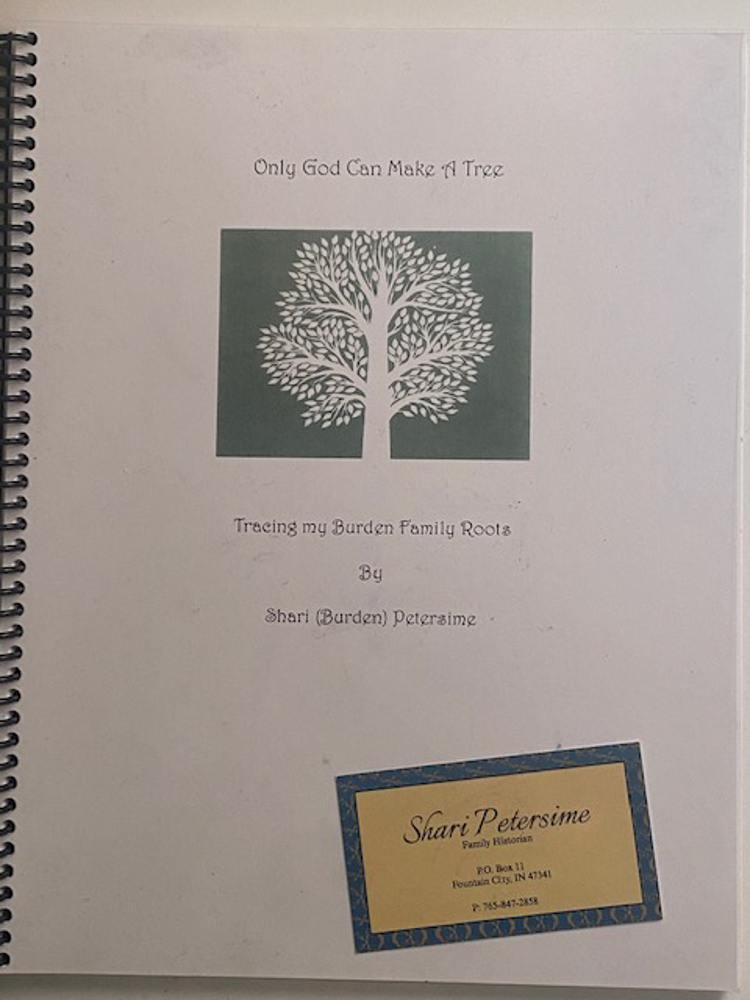 Only God Can Make A Tree
Tracing my Burden Family Roots
By
Shari (Burden) Petersime
Shari Petersime
Family Historian
P.O. Box 11
Fountain City, IN 47341
P: 765-847-2858